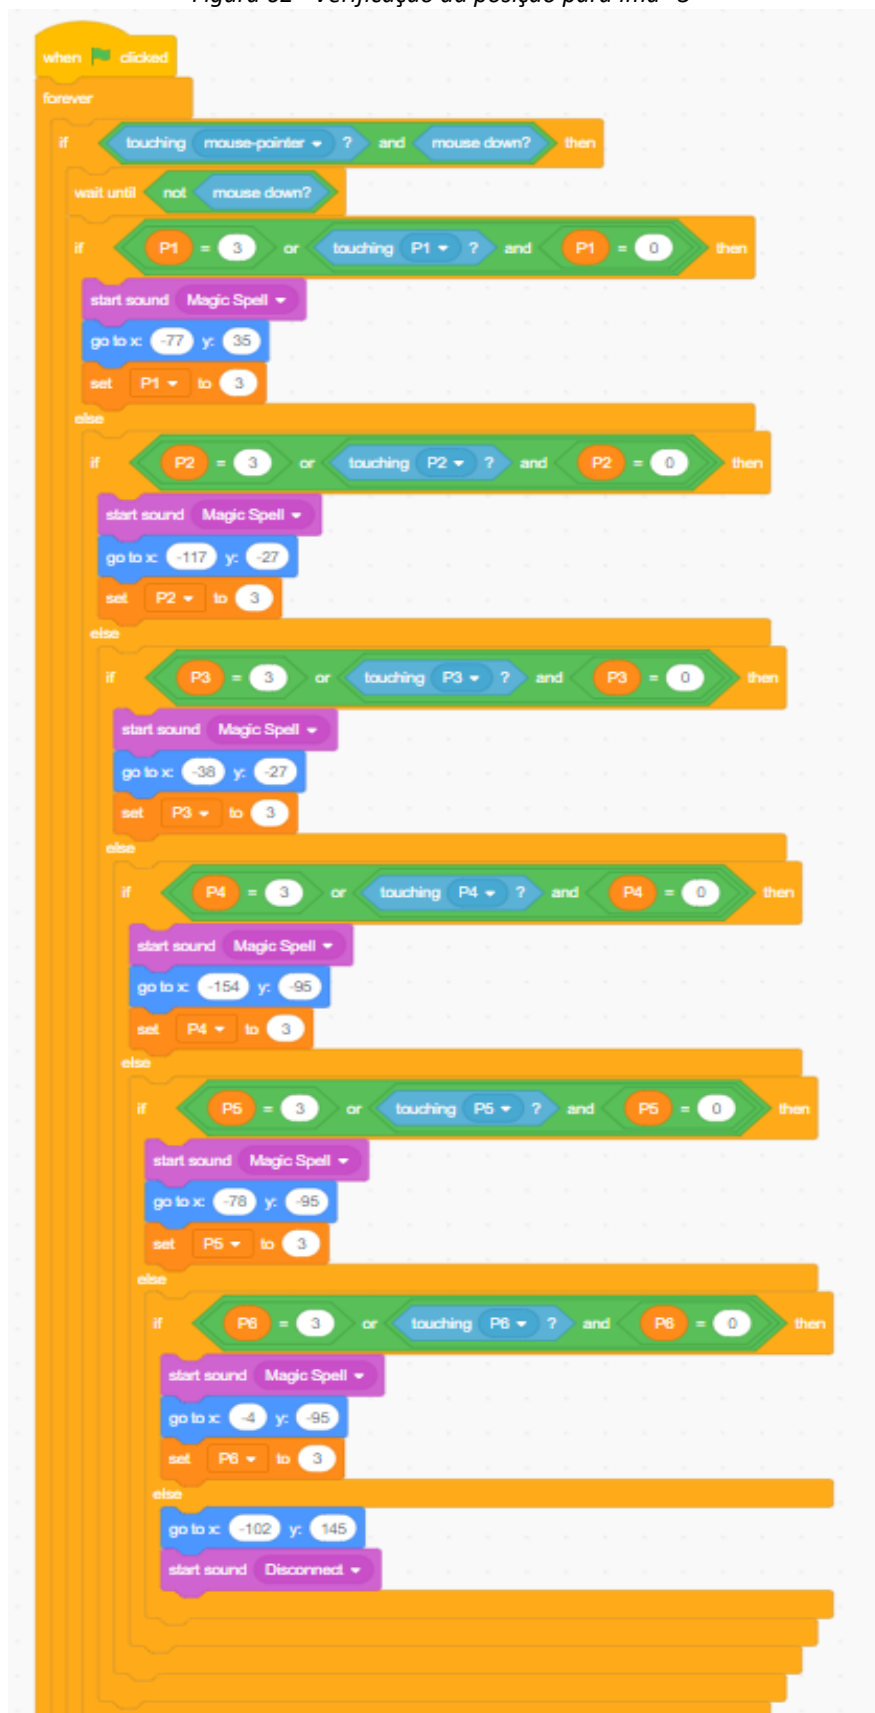 Figura 82 - Verificação da posição para ímã "3"
when clicked
forever
if touching mouse-pointer ? and mouse down? then
wait until not mouse down?
if P1 = 3 or touching P1 ? and P1 = 0 then
start sound Magic Spell
go to x: -77 y: 35
set P1 to 3
else
if P2 = 3 or touching P2 ? and P2 = 0 then
start sound Magic Spell
go to x: -117 y: -27
set P2 to 3
else
if P3 = 3 or touching P3 ? and P3 = 0 then
start sound Magic Spell
go to x: -38 y: -27
set P3 to 3
else
if P4 = 3 or touching P4 ? and P4 = 0 then
start sound Magic Spell
go to x: -154 y: -95
set P4 to 3
else
if P5 = 3 or touching P5 ? and P5 = 0 then
start sound Magic Spell
go to x: -78 y: -95
set P5 to 3
else
if P6 = 3 or touching P6 ? and P6 = 0 then
start sound Magic Spell
go to x: -4 y: -95
set P6 to 3
else
go to x: -102 y: 145
start sound Disconnect